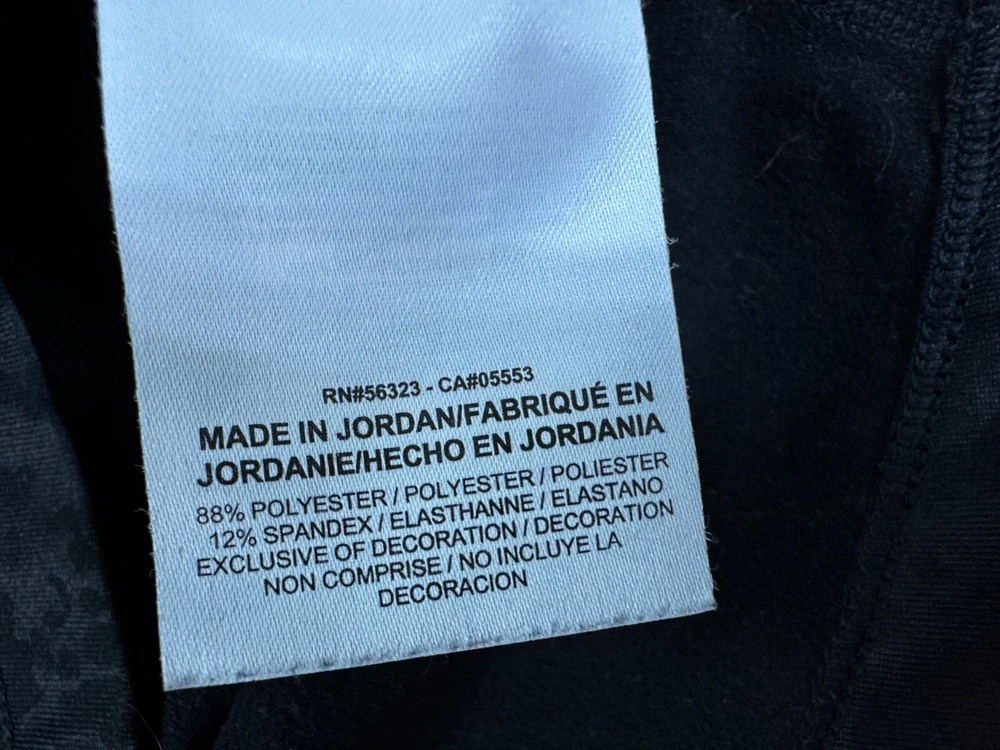 RN#56323 - CA#05553
MADE IN JORDAN/FABRIQUÉ EN
JORDANIE/HECHO EN JORDANIA
88% POLYESTER / POLYESTER / POLIESTER
12% SPANDEX / ELASTHANNE / ELASTANO
EXCLUSIVE OF DECORATION / DECORATION
NON COMPRISE / NO INCLUYE LA
DECORACION